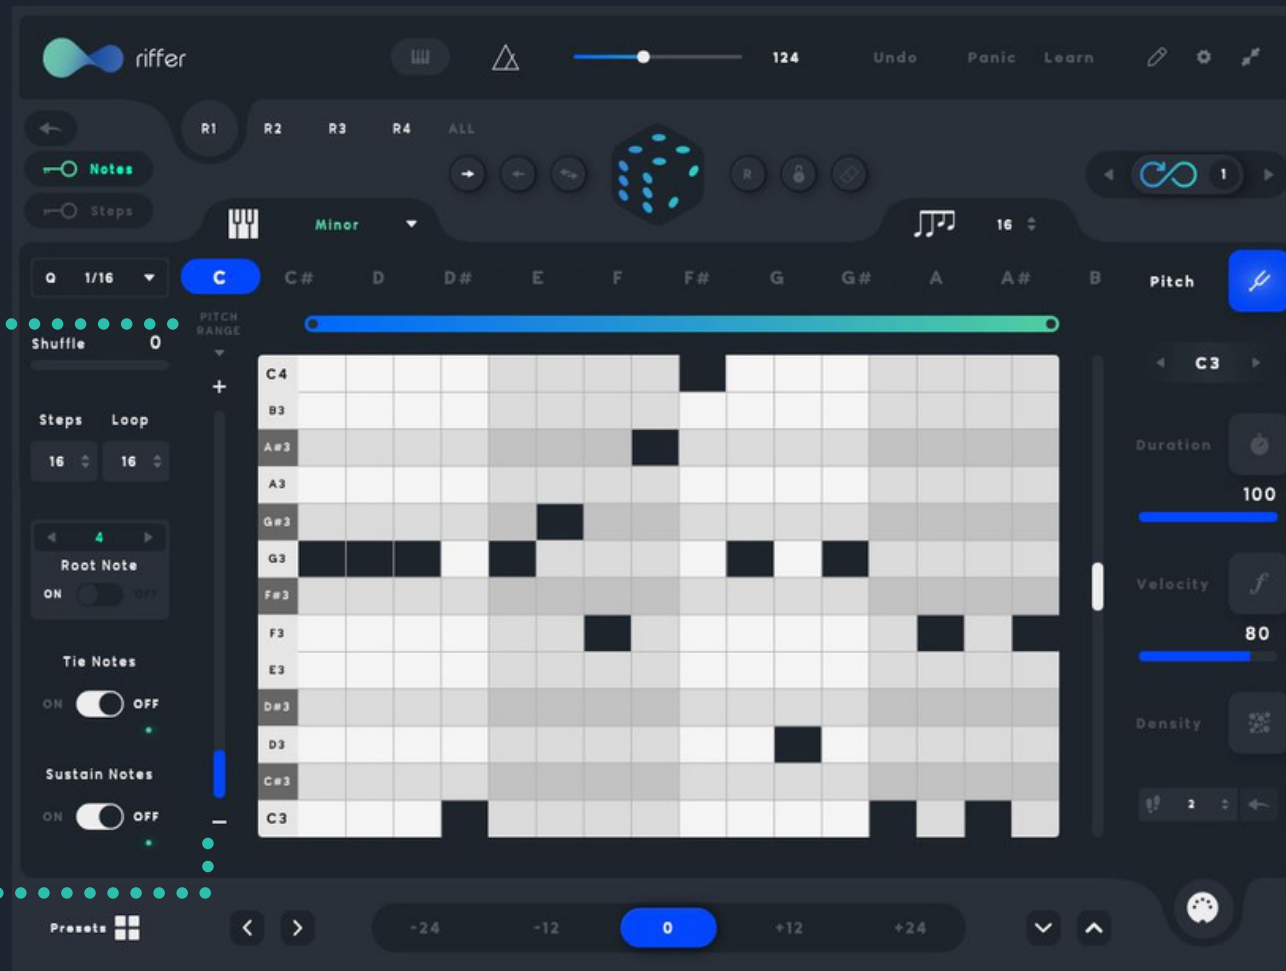 riffer
124
Undo Panic Learn
R1 R2 R3 R4 ALL
Notes
R
1
Steps
Minor
16
Q 1/16
C C# D D# E F F# G G# A A# B
Pitch
PITCH
RANGE
Shuffle 0
C3
+
C4
B3
A#3
A3
G#3
G3
F#3
F3
E3
D#3
D3
C#3
C3
Steps Loop
16 16
4
Root Note
ON OFF
Tie Notes
ON OFF
Sustain Notes
ON OFF
−
Duration
100
Velocity f
80
Density
2
Presets
< >
-24 -12 0 +12 +24